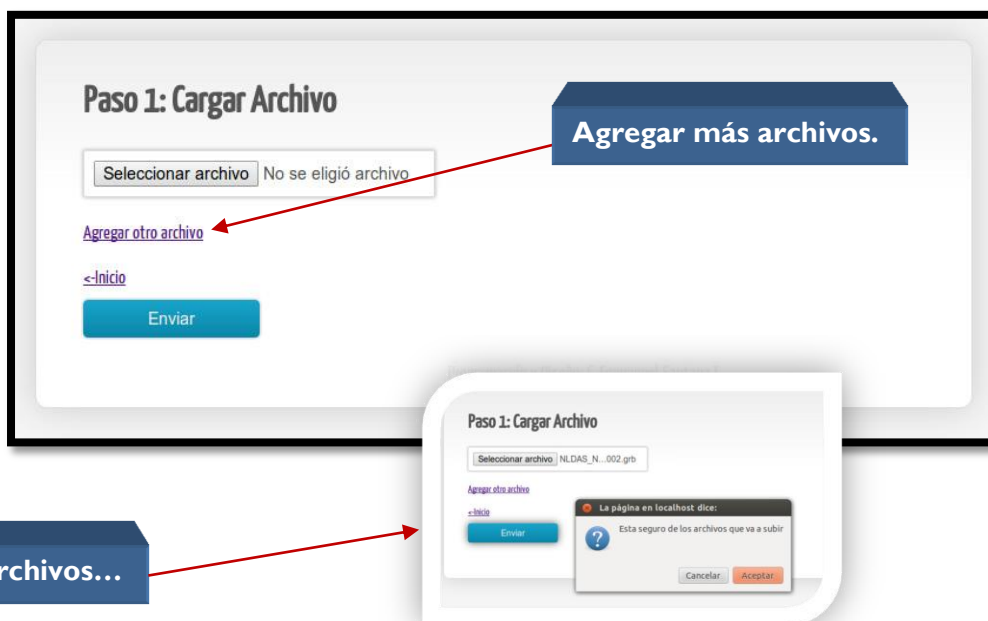 Paso 1: Cargar Archivo
Agregar más archivos.
Seleccionar archivo No se eligió archivo
Agregar otro archivo
<-Inicio
Enviar
Paso 1: Cargar Archivo
Seleccionar archivo NLDAS_N...002.grb
Agregar otro archivo
<-Inicio
Enviar
La página en localhost dice:
Esta seguro de los archivos que va a subir
Cancelar Aceptar
rchivos...